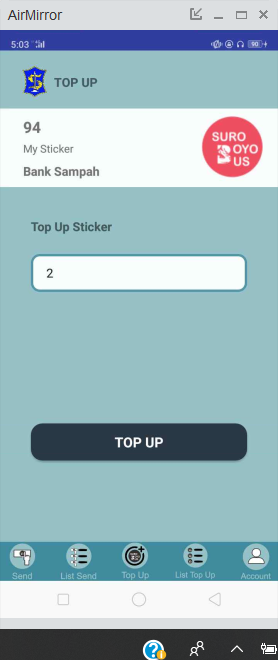 AirMirror
5:03
90
TOP UP
94
My Sticker
Bank Sampah
SURO
BOYO
BUS
Top Up Sticker
2
TOP UP
Send
List Send
Top Up
List Top Up
Account